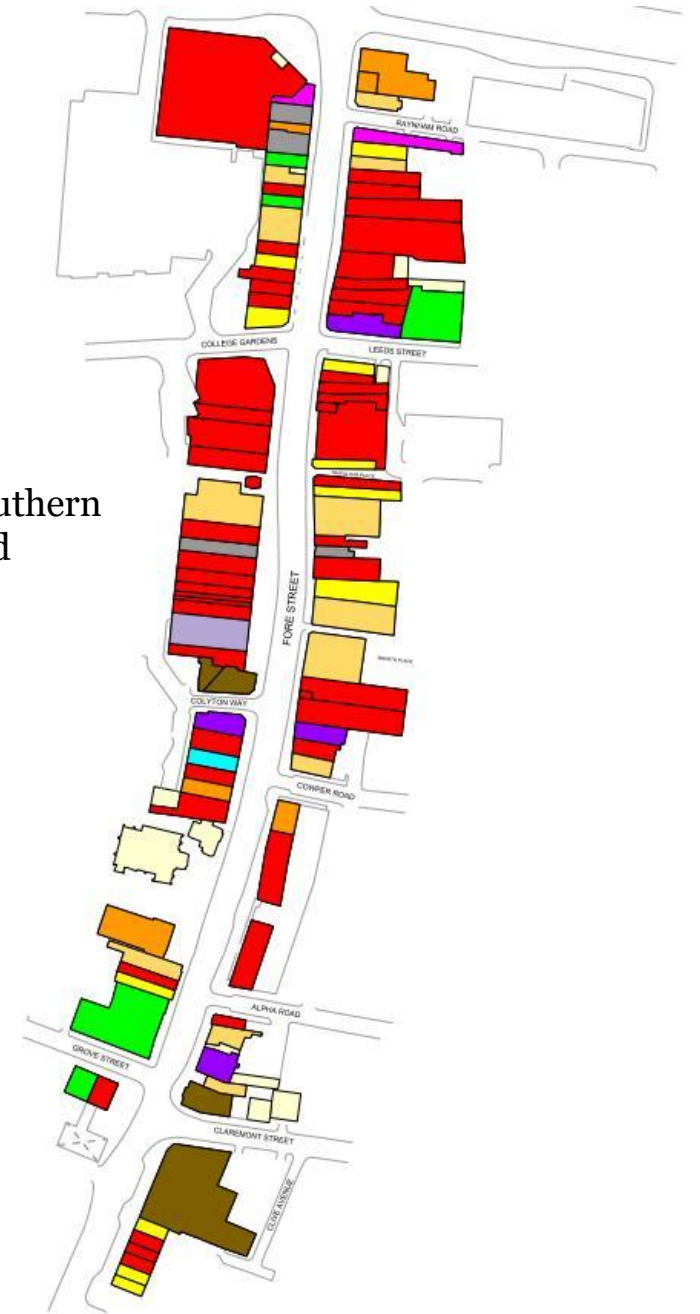 RAYNHAM ROAD
COLLEGE GARDENS
LEEDS STREET
uthern
d
FORE STREET
COLYTON WAY
COWPER ROAD
ALPHA ROAD
GROVE STREET
CLAREMONT STREET
CLIVE AVENUE